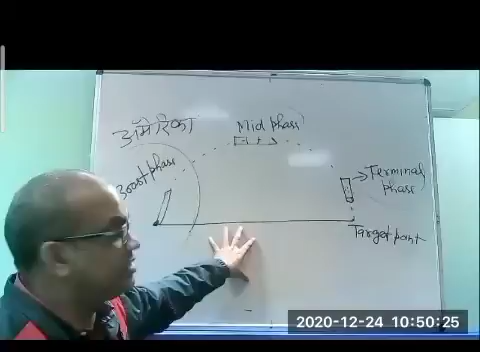 अमेरिका
Mid phase
Boost phase
Terminal
phase
Target point
2020-12-24 10:50:25